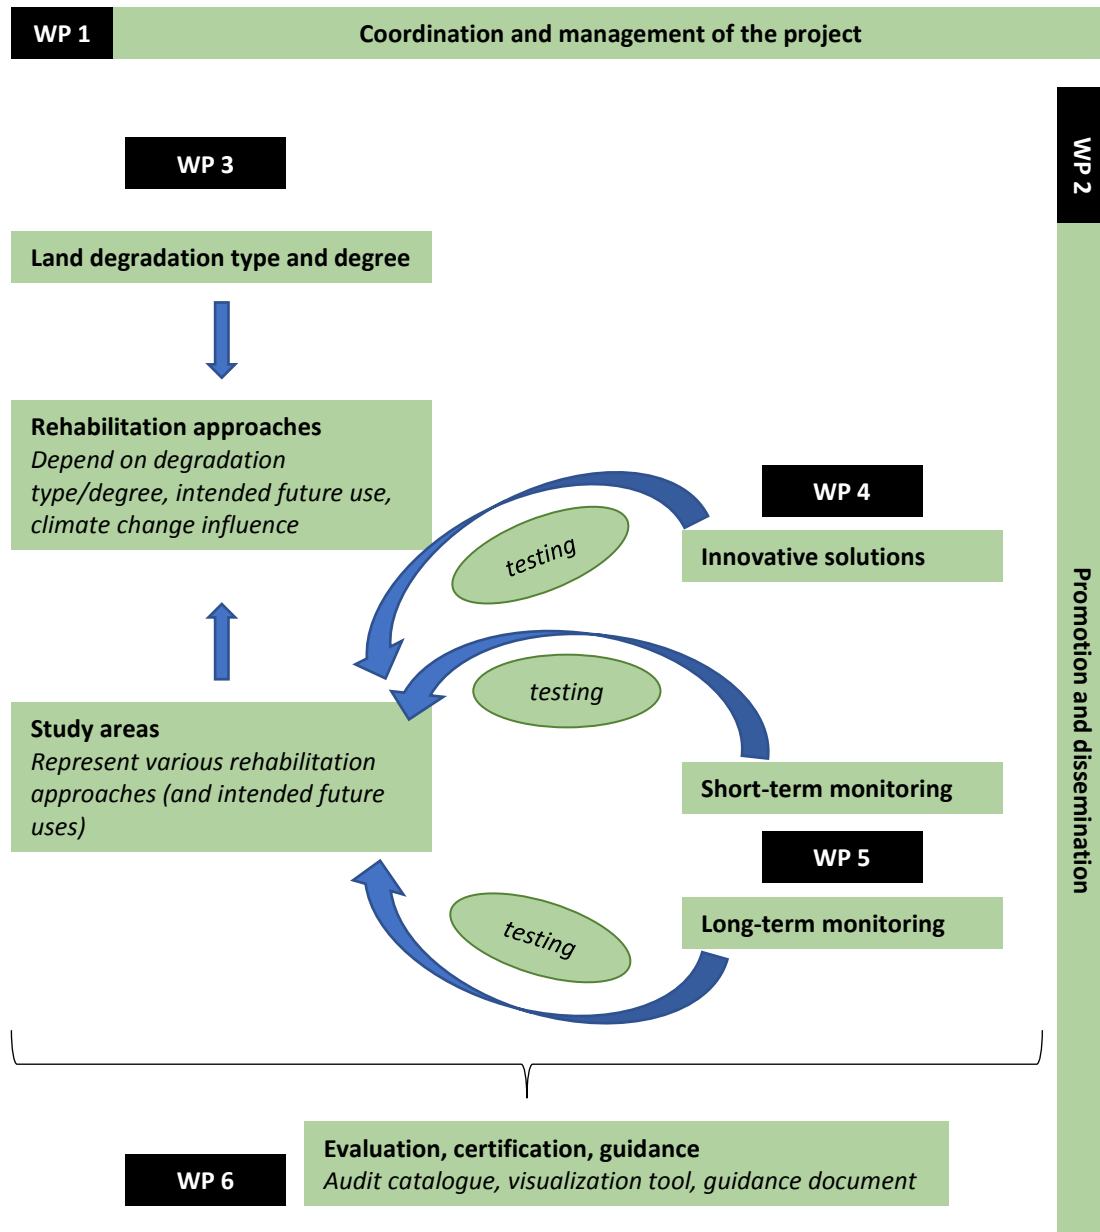 WP 1
Coordination and management of the project
WP 2
Promotion and dissemination
WP 3
Land degradation type and degree
Rehabilitation approaches
Depend on degradation
type/degree, intended future use,
climate change influence
testing
WP 4
Innovative solutions
testing
Study areas
Represent various rehabilitation
approaches (and intended future
uses)
Short-term monitoring
WP 5
Long-term monitoring
testing
WP 6
Evaluation, certification, guidance
Audit catalogue, visualization tool, guidance document